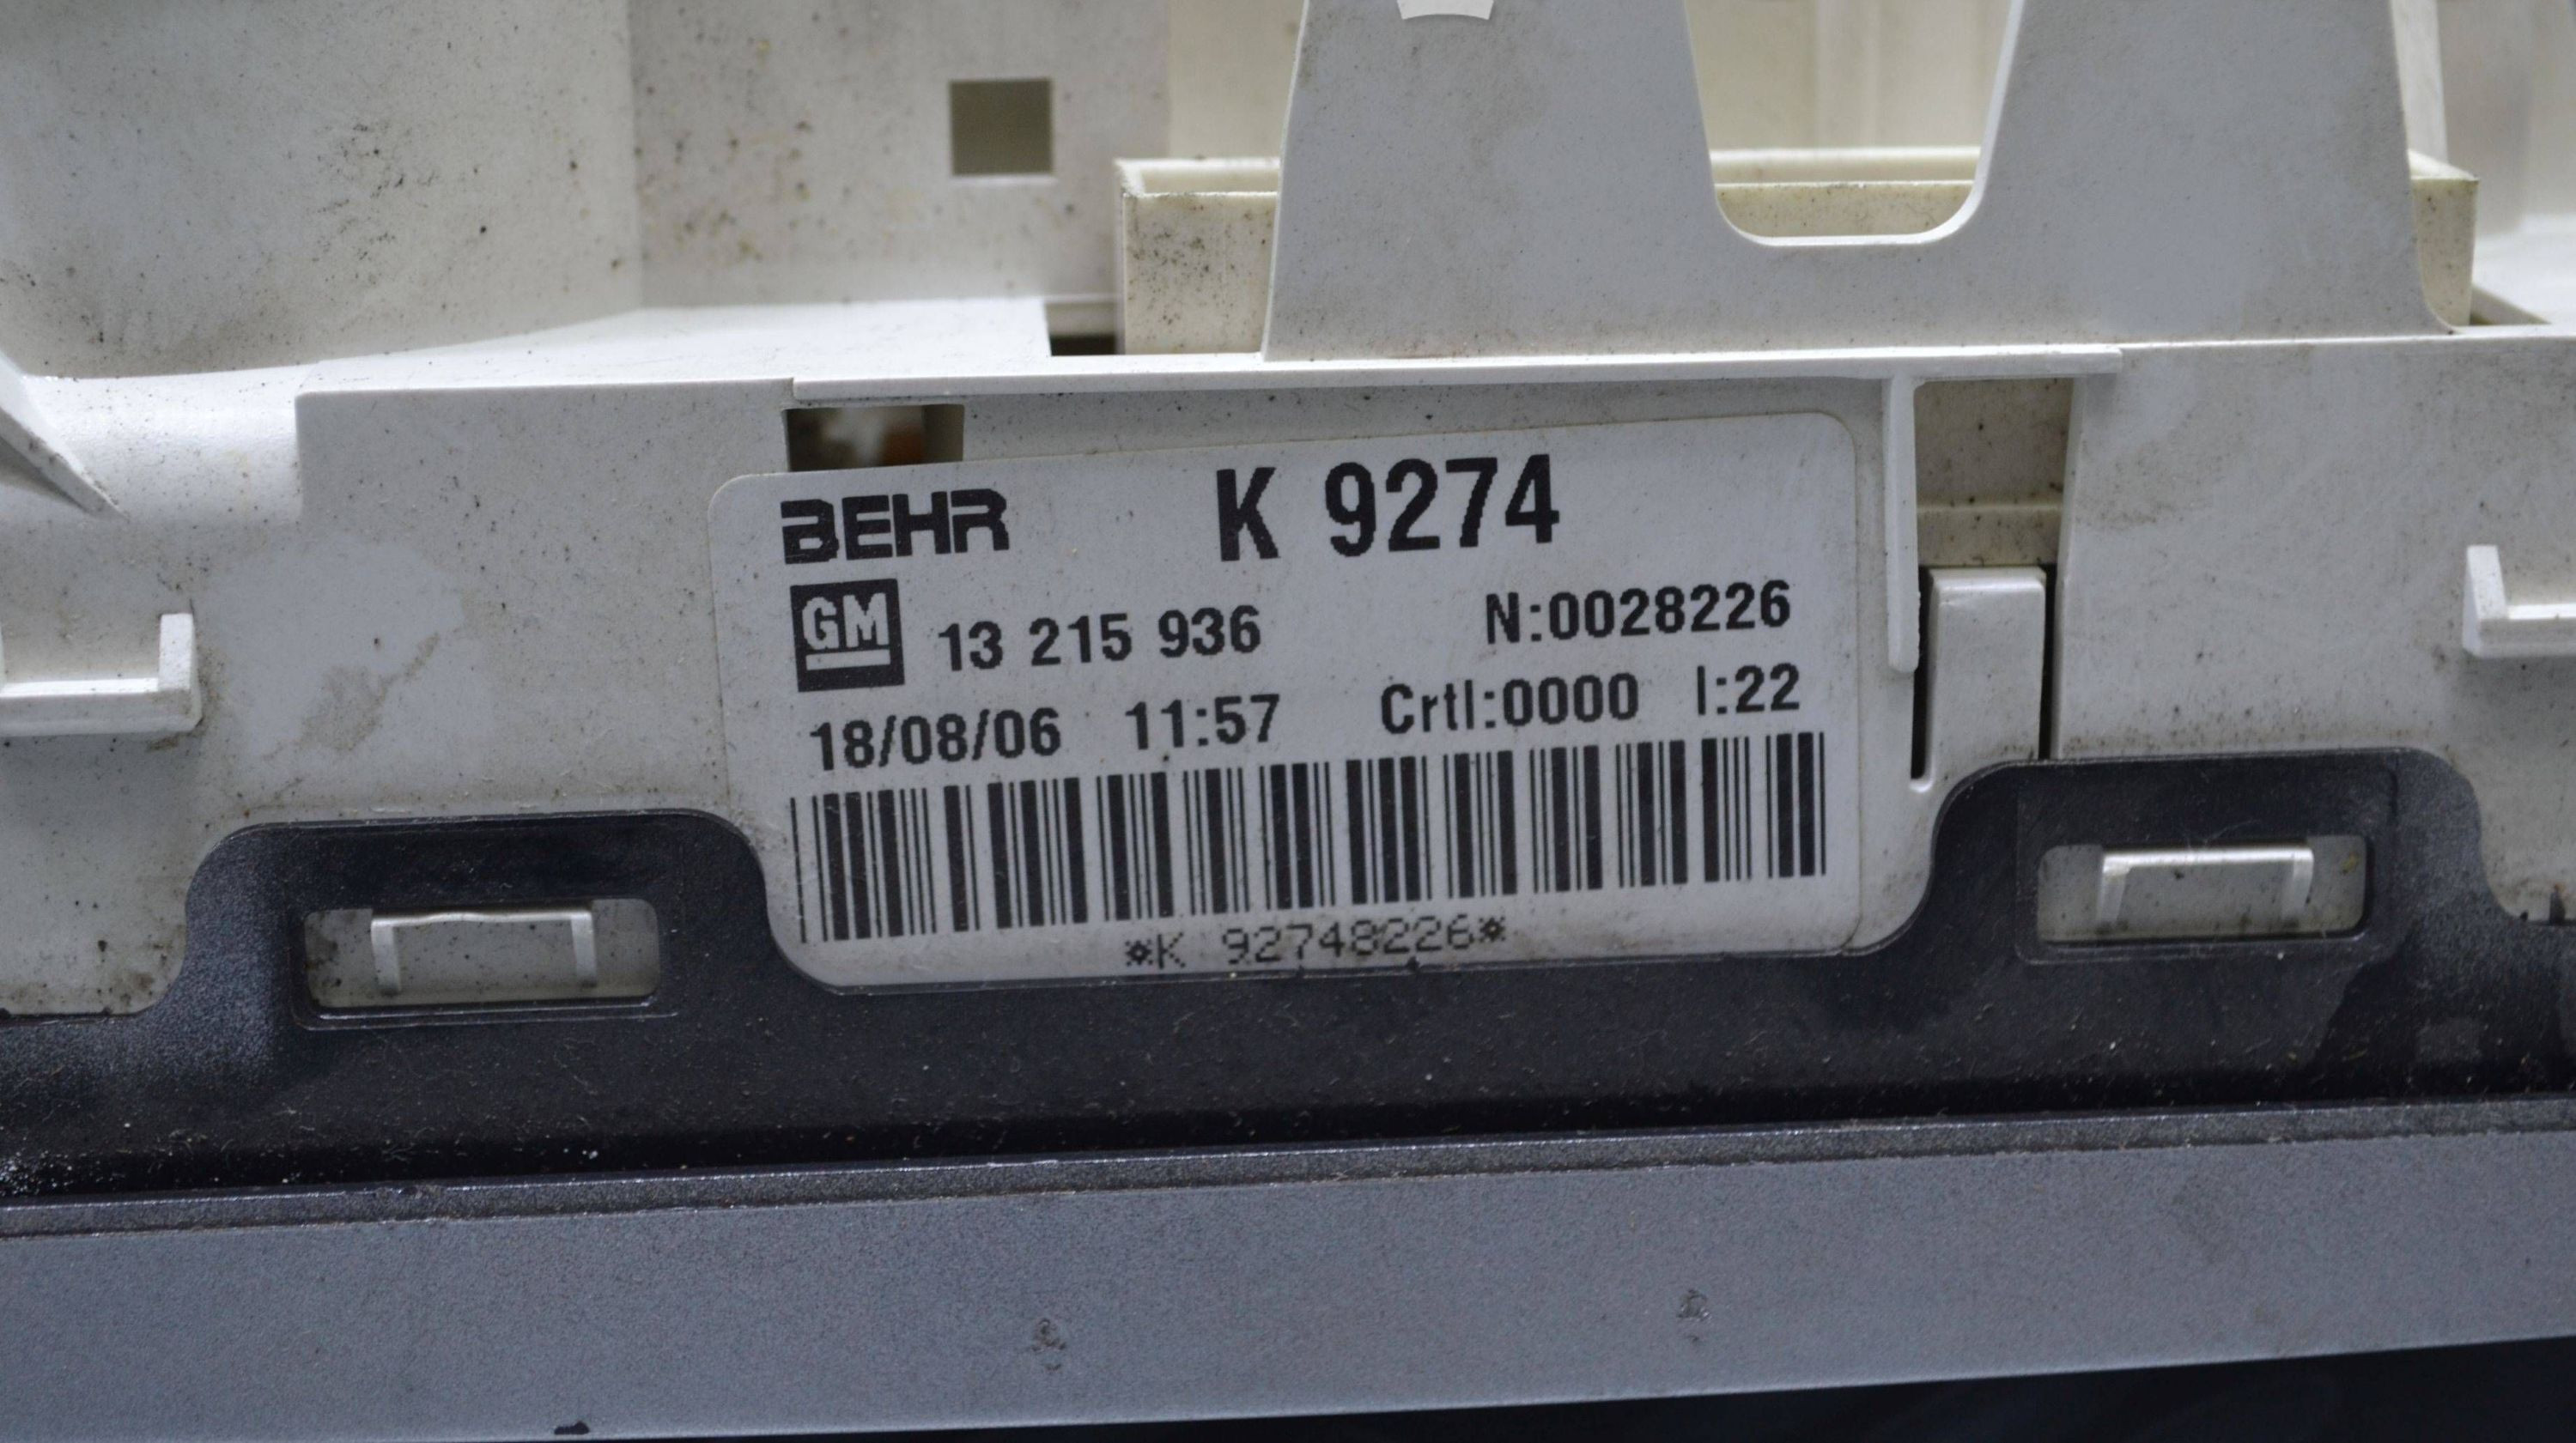 BEHR K 9274
GM 13 215 936 N:0028226
18/08/06 11:57 Crtl:0000 I:22
*K 92748226*